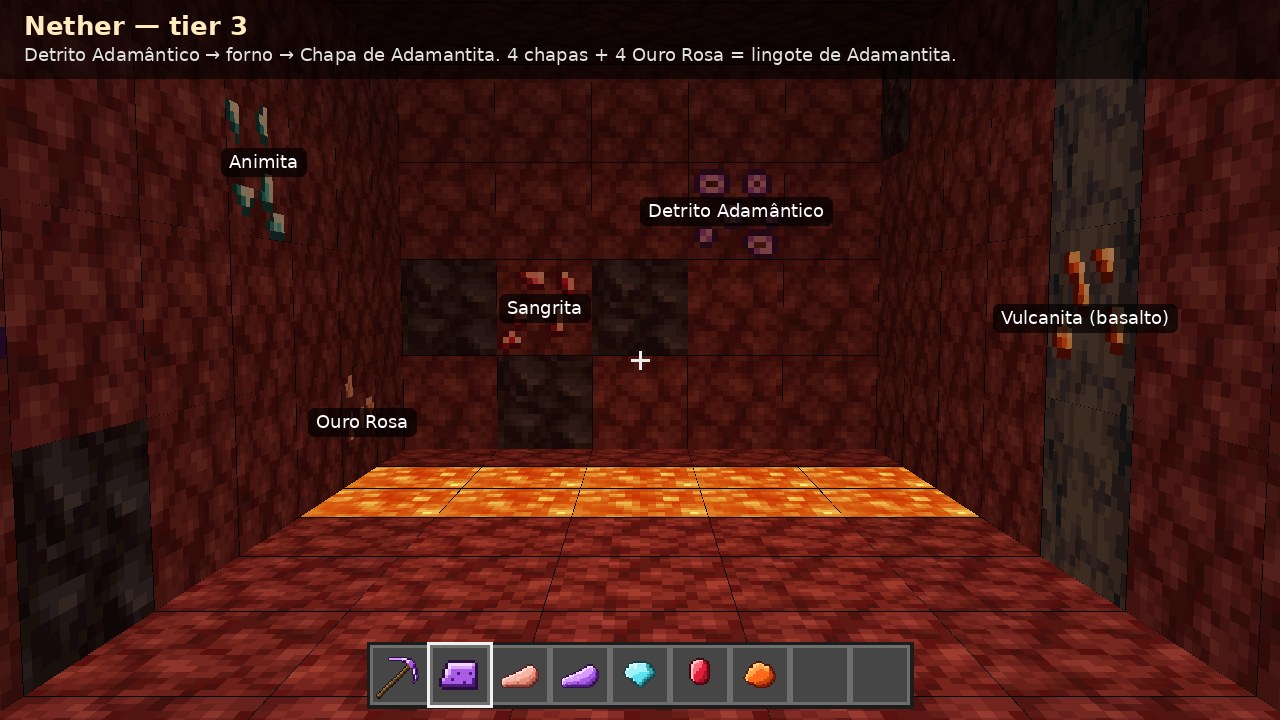 Nether — tier 3
Detrito Adamântico → forno → Chapa de Adamantita. 4 chapas + 4 Ouro Rosa = lingote de Adamantita.
Animita
Detrito Adamântico
Sangrita
Vulcanita (basalto)
Ouro Rosa